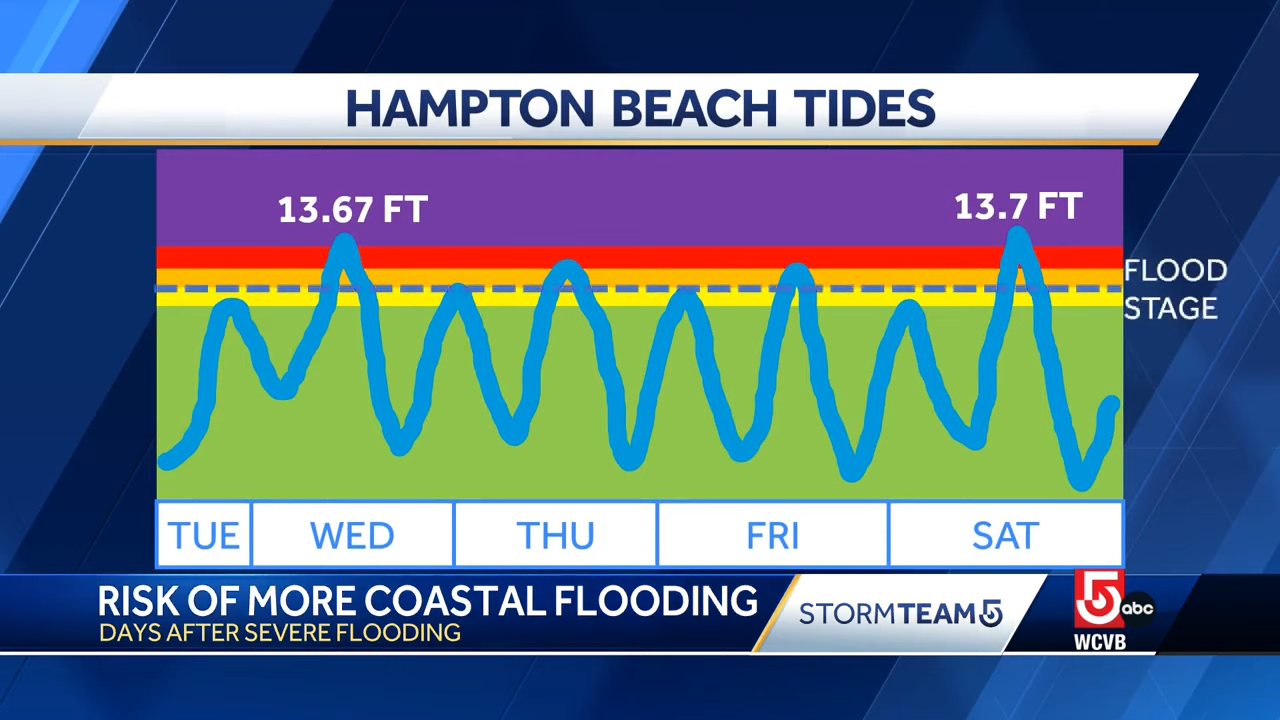 HAMPTON BEACH TIDES
13.67 FT
13.7 FT
FLOOD
STAGE
TUE
WED
THU
FRI
SAT
RISK OF MORE COASTAL FLOODING
DAYS AFTER SEVERE FLOODING
STORMTEAM5
5
abc
WCVB